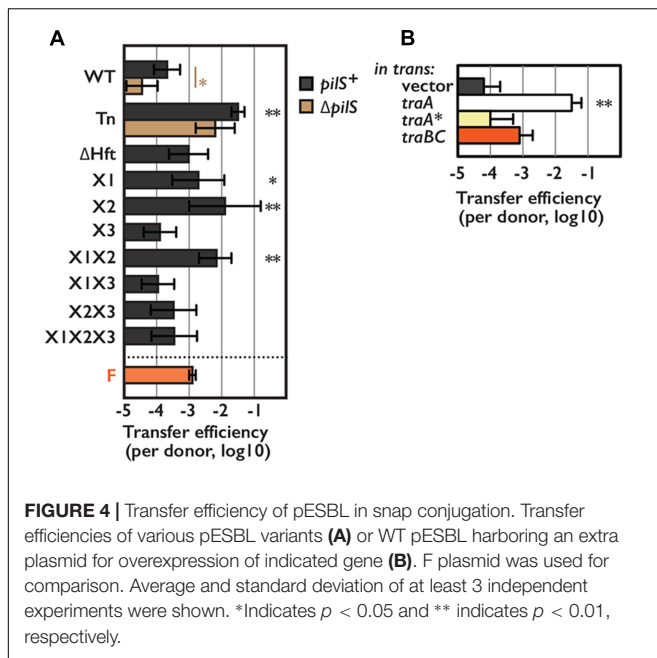 A
WT
Tn
ΔHft
X1
X2
X3
X1X2
X1X3
X2X3
X1X2X3
F
*
**
*
**
**
-5 -4 -3 -2 -1
Transfer efficiency
(per donor, log10)
pilS+
ΔpilS
B
in trans:
vector
traA
traA*
traBC
**
-5 -4 -3 -2 -1
Transfer efficiency
(per donor, log10)
FIGURE 4 | Transfer efficiency of pESBL in snap conjugation. Transfer
efficiencies of various pESBL variants (A) or WT pESBL harboring an extra
plasmid for overexpression of indicated gene (B). F plasmid was used for
comparison. Average and standard deviation of at least 3 independent
experiments were shown. *Indicates p < 0.05 and ** indicates p < 0.01,
respectively.